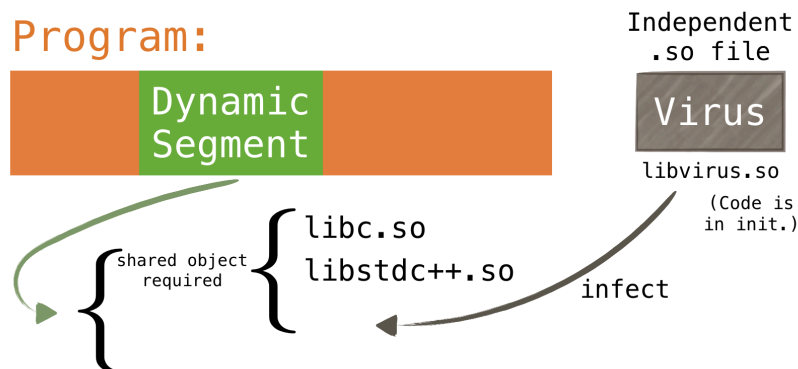 Program:
Dynamic
Segment
Independent
.so file
Virus
libvirus.so
(Code is
in init.)
shared object
required
libc.so
libstdc++.so
infect